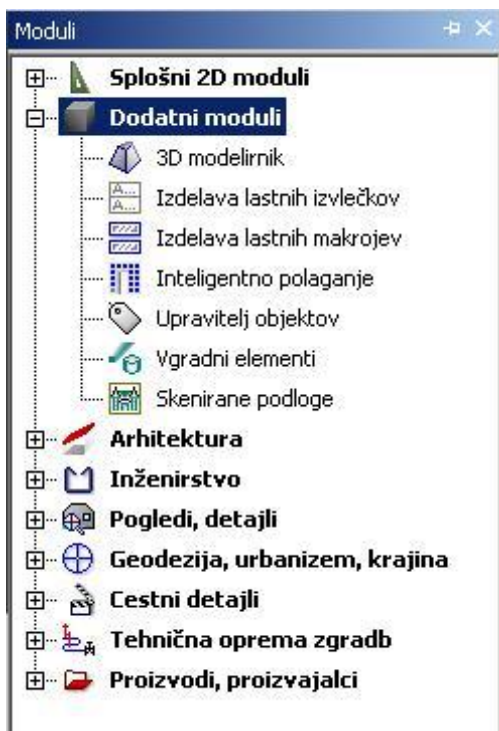 Moduli
Splošni 2D moduli
Dodatni moduli
3D modelirnik
Izdelava lastnih izvlečkov
Izdelava lastnih makrojev
Inteligentno polaganje
Upravitelj objektov
Vgradni elementi
Skenirane podloge
Arhitektura
Inženirstvo
Pogledi, detajli
Geodezija, urbanizem, krajina
Cestni detajli
Tehnična oprema zgradb
Proizvodi, proizvajalci